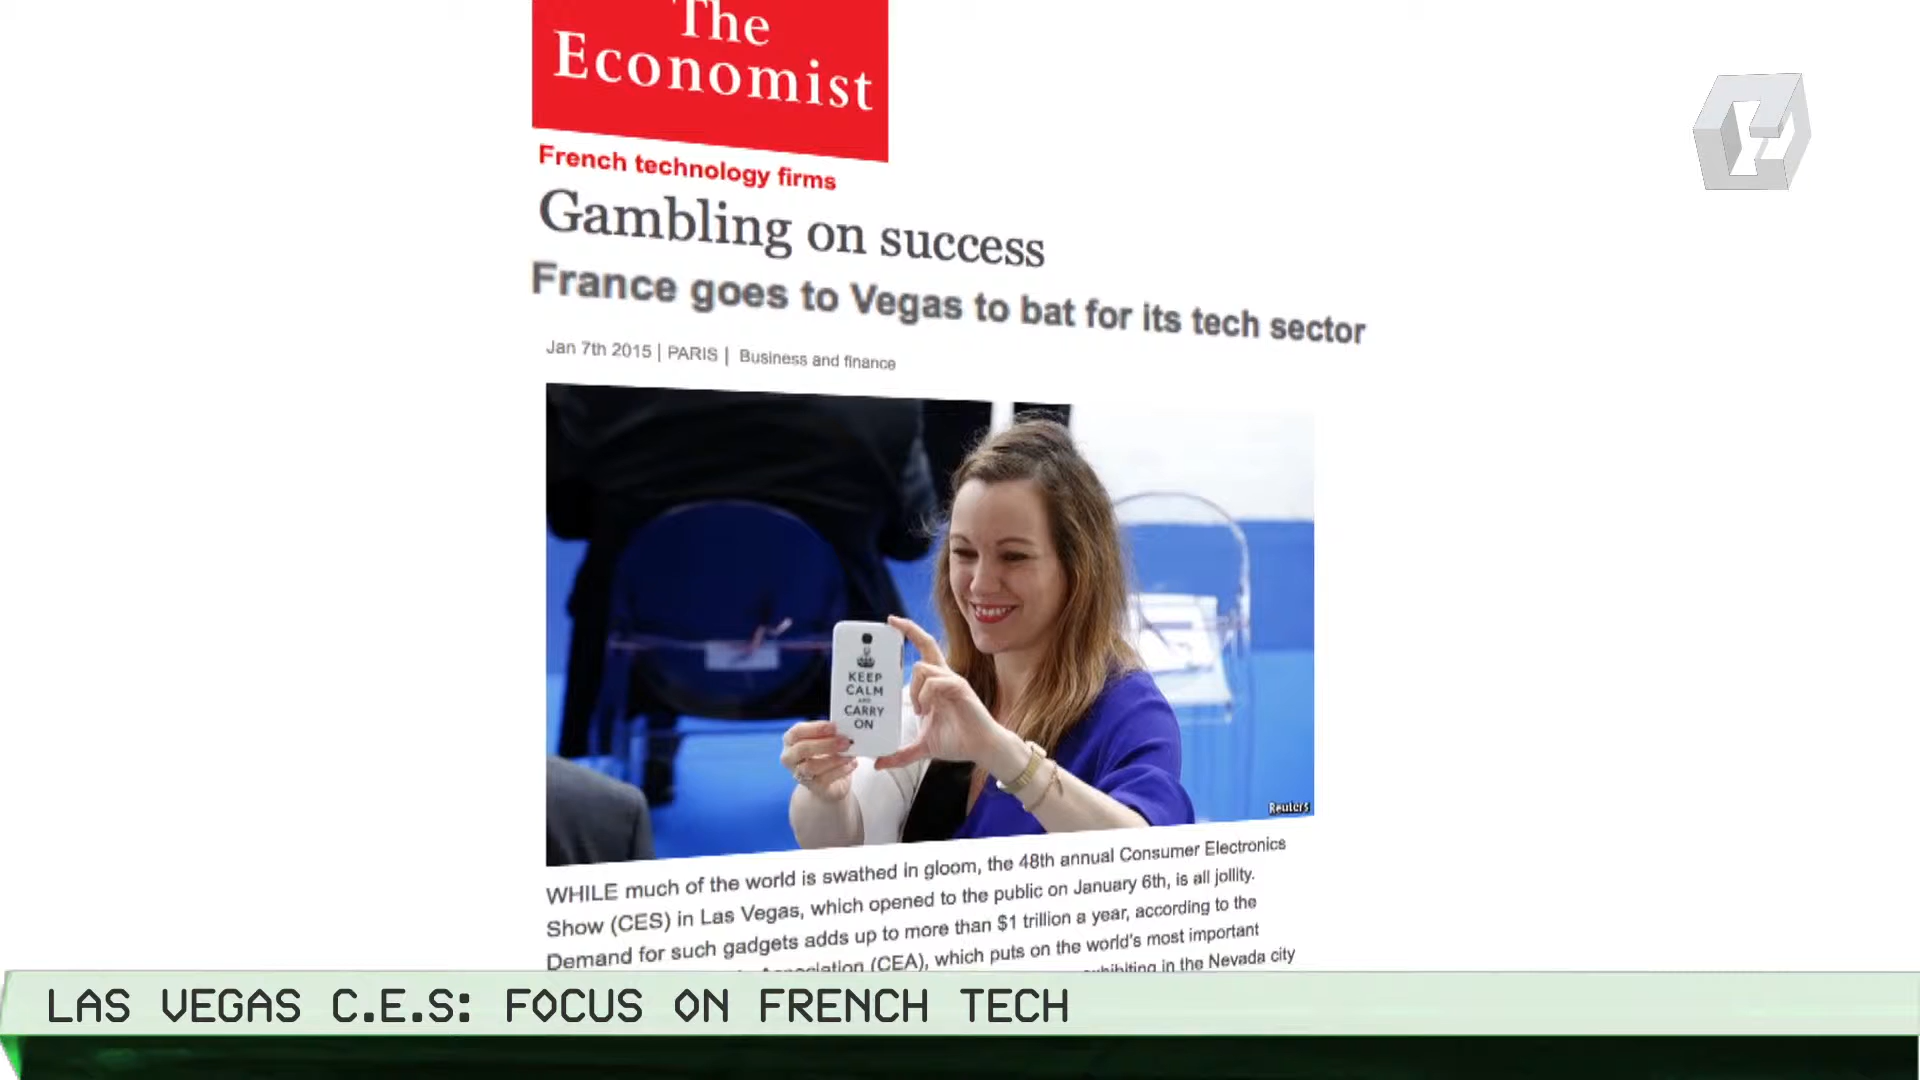 The
Economist
French technology firms
Gambling on success
France goes to Vegas to bat for its tech sector
Jan 7th 2015 | PARIS | Business and finance
KEEP
CALM
AND
CARRY
ON
Reuters
WHILE much of the world is swathed in gloom, the 48th annual Consumer Electronics
Show (CES) in Las Vegas, which opened to the public on January 6th, is all jollity.
Demand for such gadgets adds up to more than $1 trillion a year, according to the
(CEA), which puts on the world's most important
in the Nevada city
LAS VEGAS C.E.S: FOCUS ON FRENCH TECH